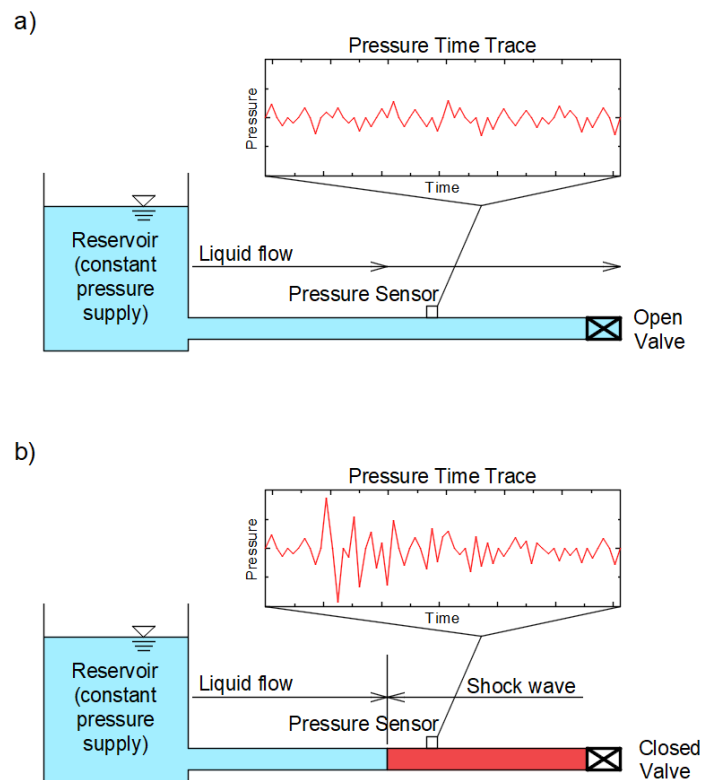 a)
Pressure Time Trace
Pressure
Time
Reservoir
(constant
pressure
supply)
Liquid flow
Pressure Sensor
Open
Valve
b)
Pressure Time Trace
Pressure
Time
Reservoir
(constant
pressure
supply)
Liquid flow
Shock wave
Pressure Sensor
Closed
Valve